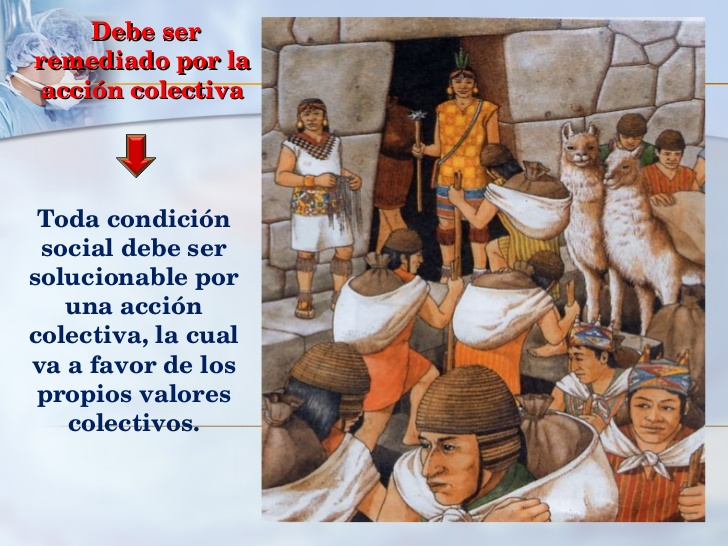 Debe ser
remediado por la
acción colectiva
Toda condición
social debe ser
solucionable por
una acción
colectiva, la cual
va a favor de los
propios valores
colectivos.